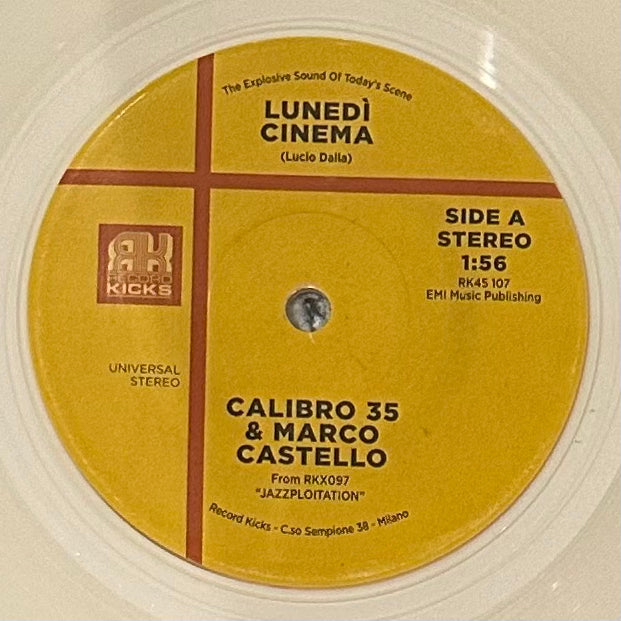 The Explosive Sound Of Today's Scene
LUNEDÌ
CINEMA
(Lucio Dalla)
SIDE A
STEREO
1:56
RK45 107
EMI Music Publishing
RK
RECORD
KICKS
UNIVERSAL
STEREO
CALIBRO 35
& MARCO
CASTELLO
From RKX097
"JAZZPLOITATION"
Record Kicks - C.so Sempione 38 - Milano